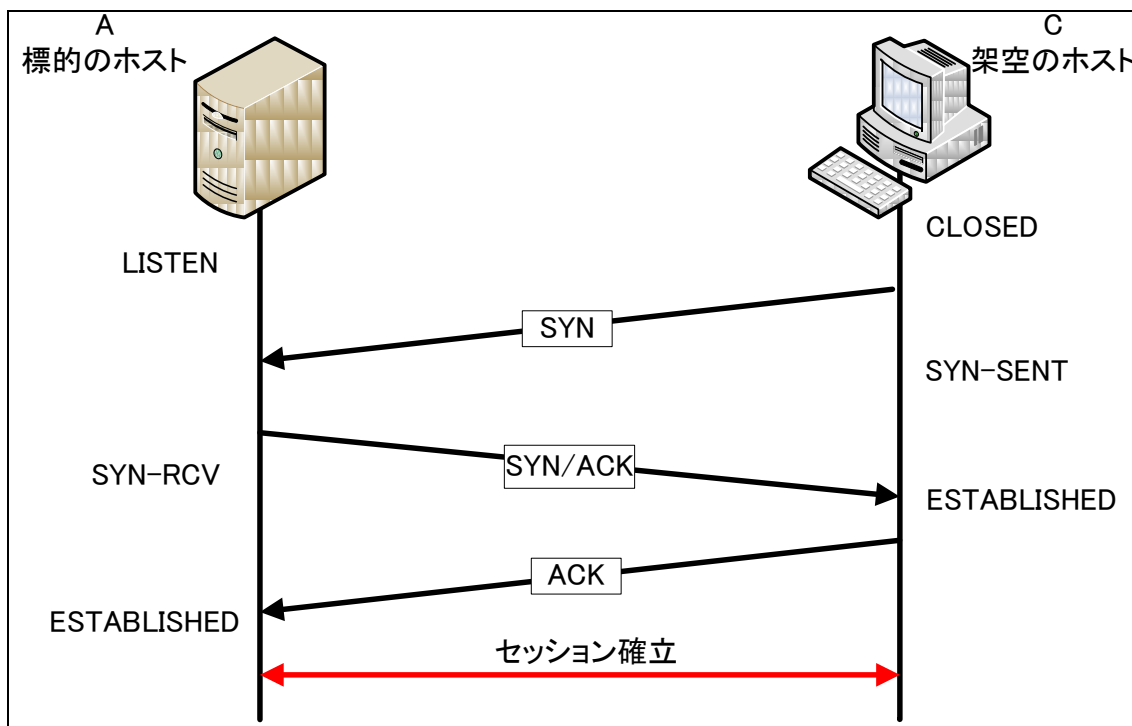 A
標的のホスト
C
架空のホスト
CLOSED
LISTEN
SYN
SYN-SENT
SYN/ACK
SYN-RCV
ESTABLISHED
ACK
ESTABLISHED
セッション確立